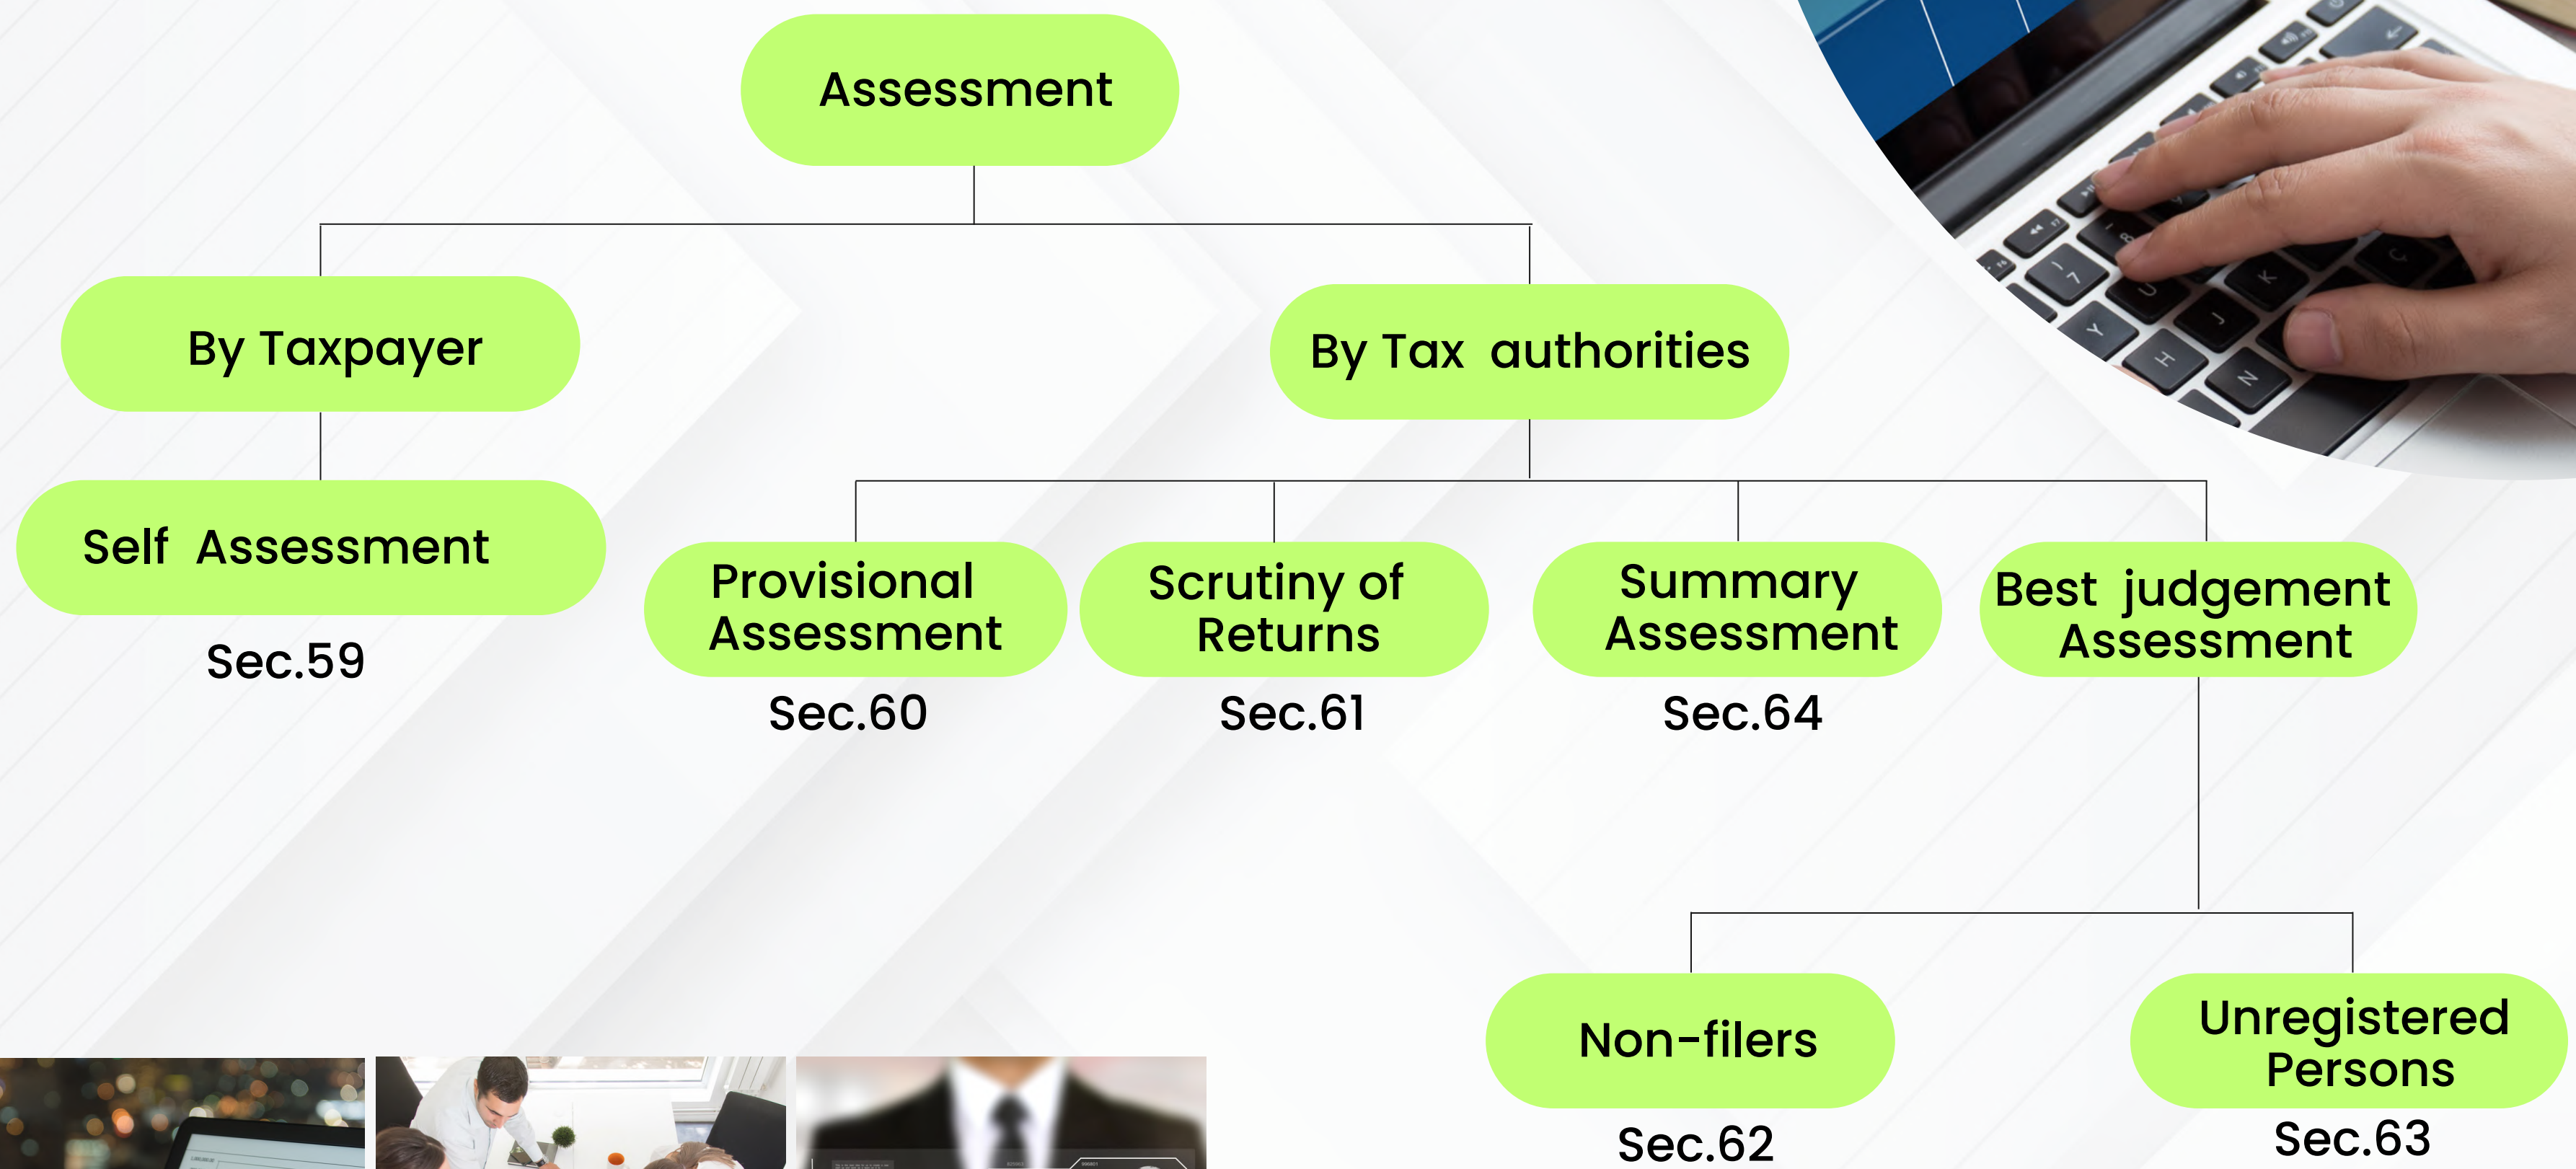 Assessment
By Taxpayer
By Tax authorities
Self Assessment
Sec.59
Provisional
Assessment
Sec.60
Scrutiny of
Returns
Sec.61
Summary
Assessment
Sec.64
Best judgement
Assessment
Non-filers
Sec.62
Unregistered
Persons
Sec.63